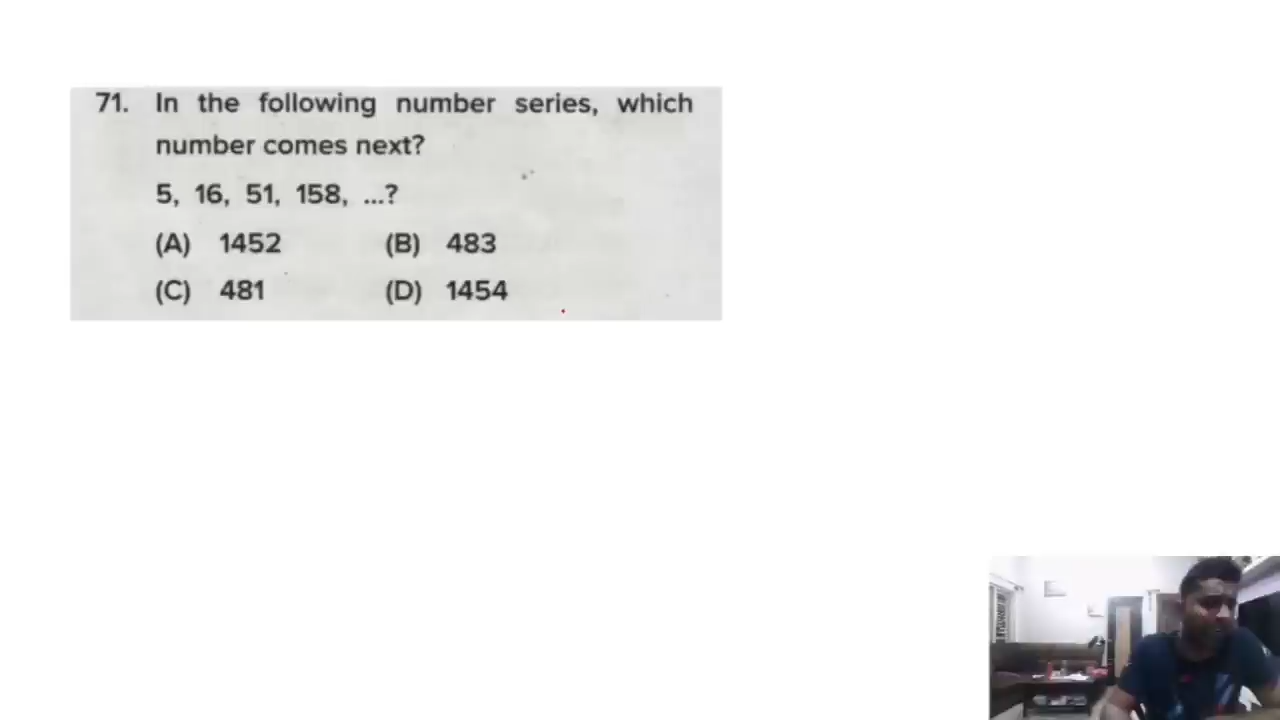 71. In the following number series, which
number comes next?
5, 16, 51, 158, ...?
(A) 1452 (B) 483
(C) 481 (D) 1454